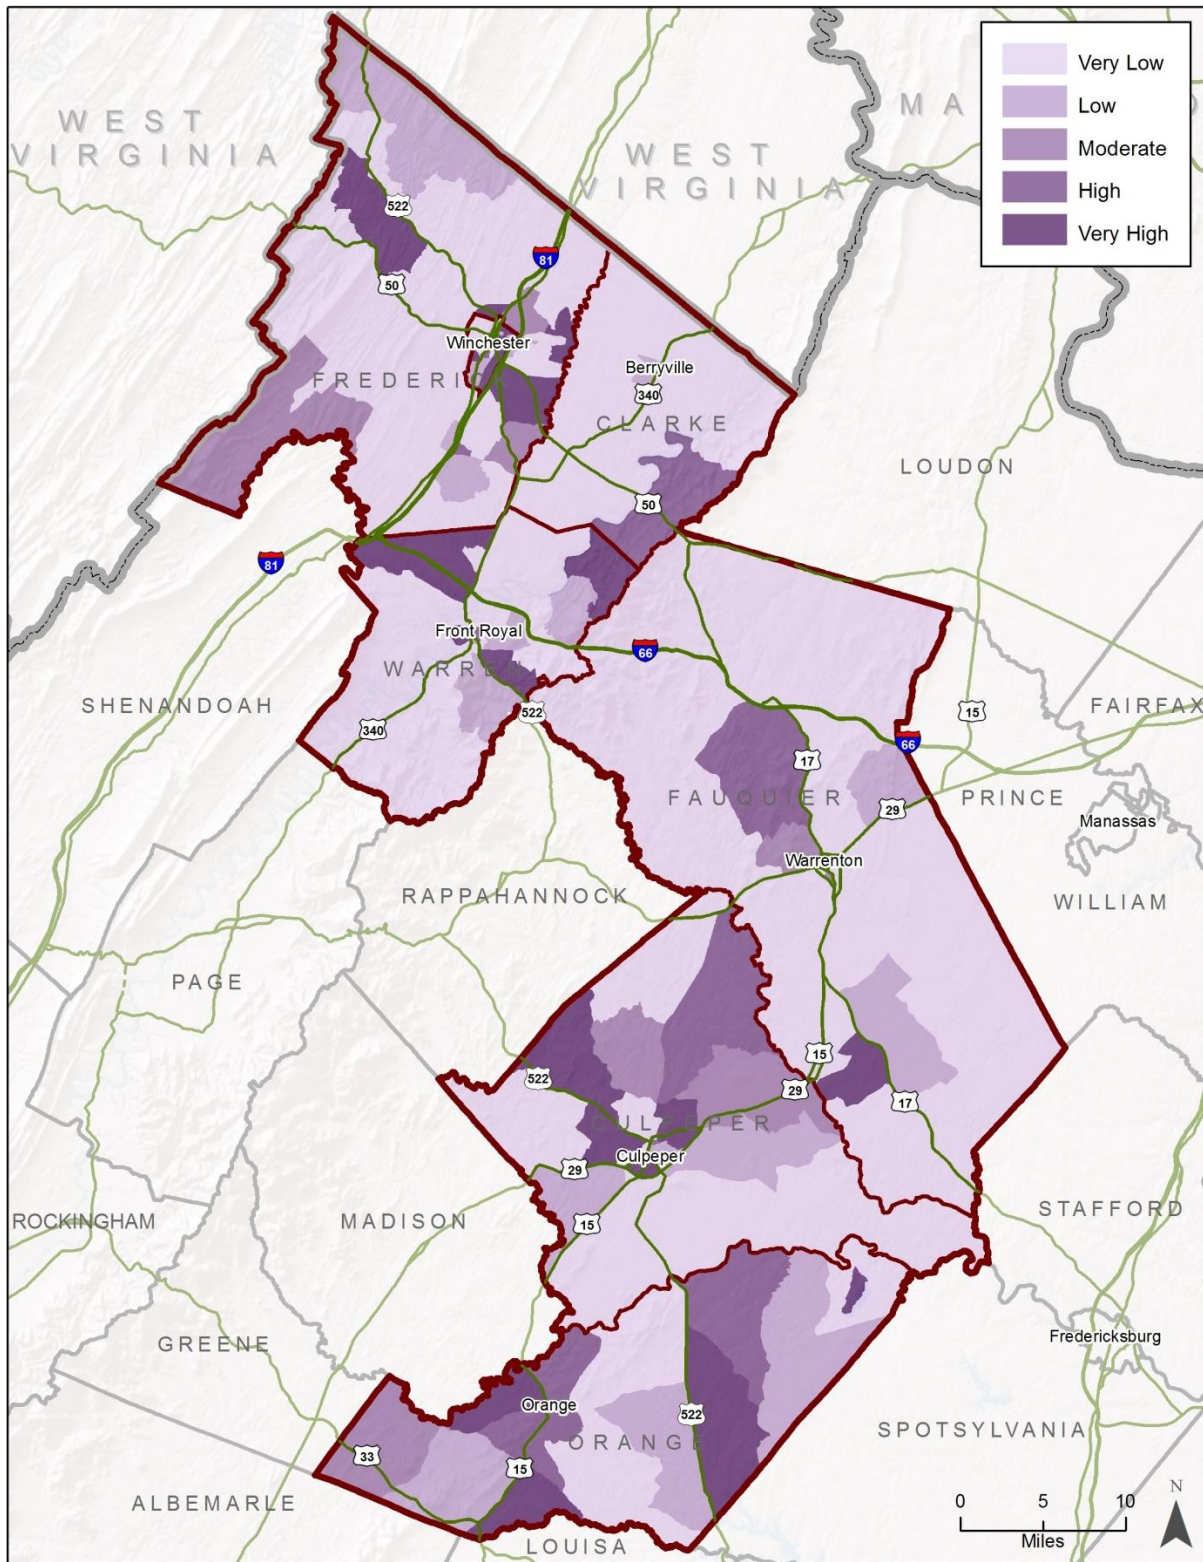 Very Low
Low
Moderate
High
Very High
MA
WEST
VIRGINIA
WEST
VIRGINIA
522
81
50
Winchester
FREDERIC
Berryville
340
CLARKE
LOUDON
50
81
Front Royal
66
WARREN
SHENANDOAH
522
15
FAIRFAX
340
66
17
FAUQUIER
29
PRINCE
Manassas
Warrenton
RAPPAHANNOCK
WILLIAM
PAGE
15
522
29
17
CULPEPER
Culpeper
29
ROCKINGHAM
MADISON
15
STAFFORD
GREENE
Fredericksburg
Orange
522
ORANGE
SPOTSYLVANIA
33
15
ALBEMARLE
LOUISA
0 5 10
Miles
N